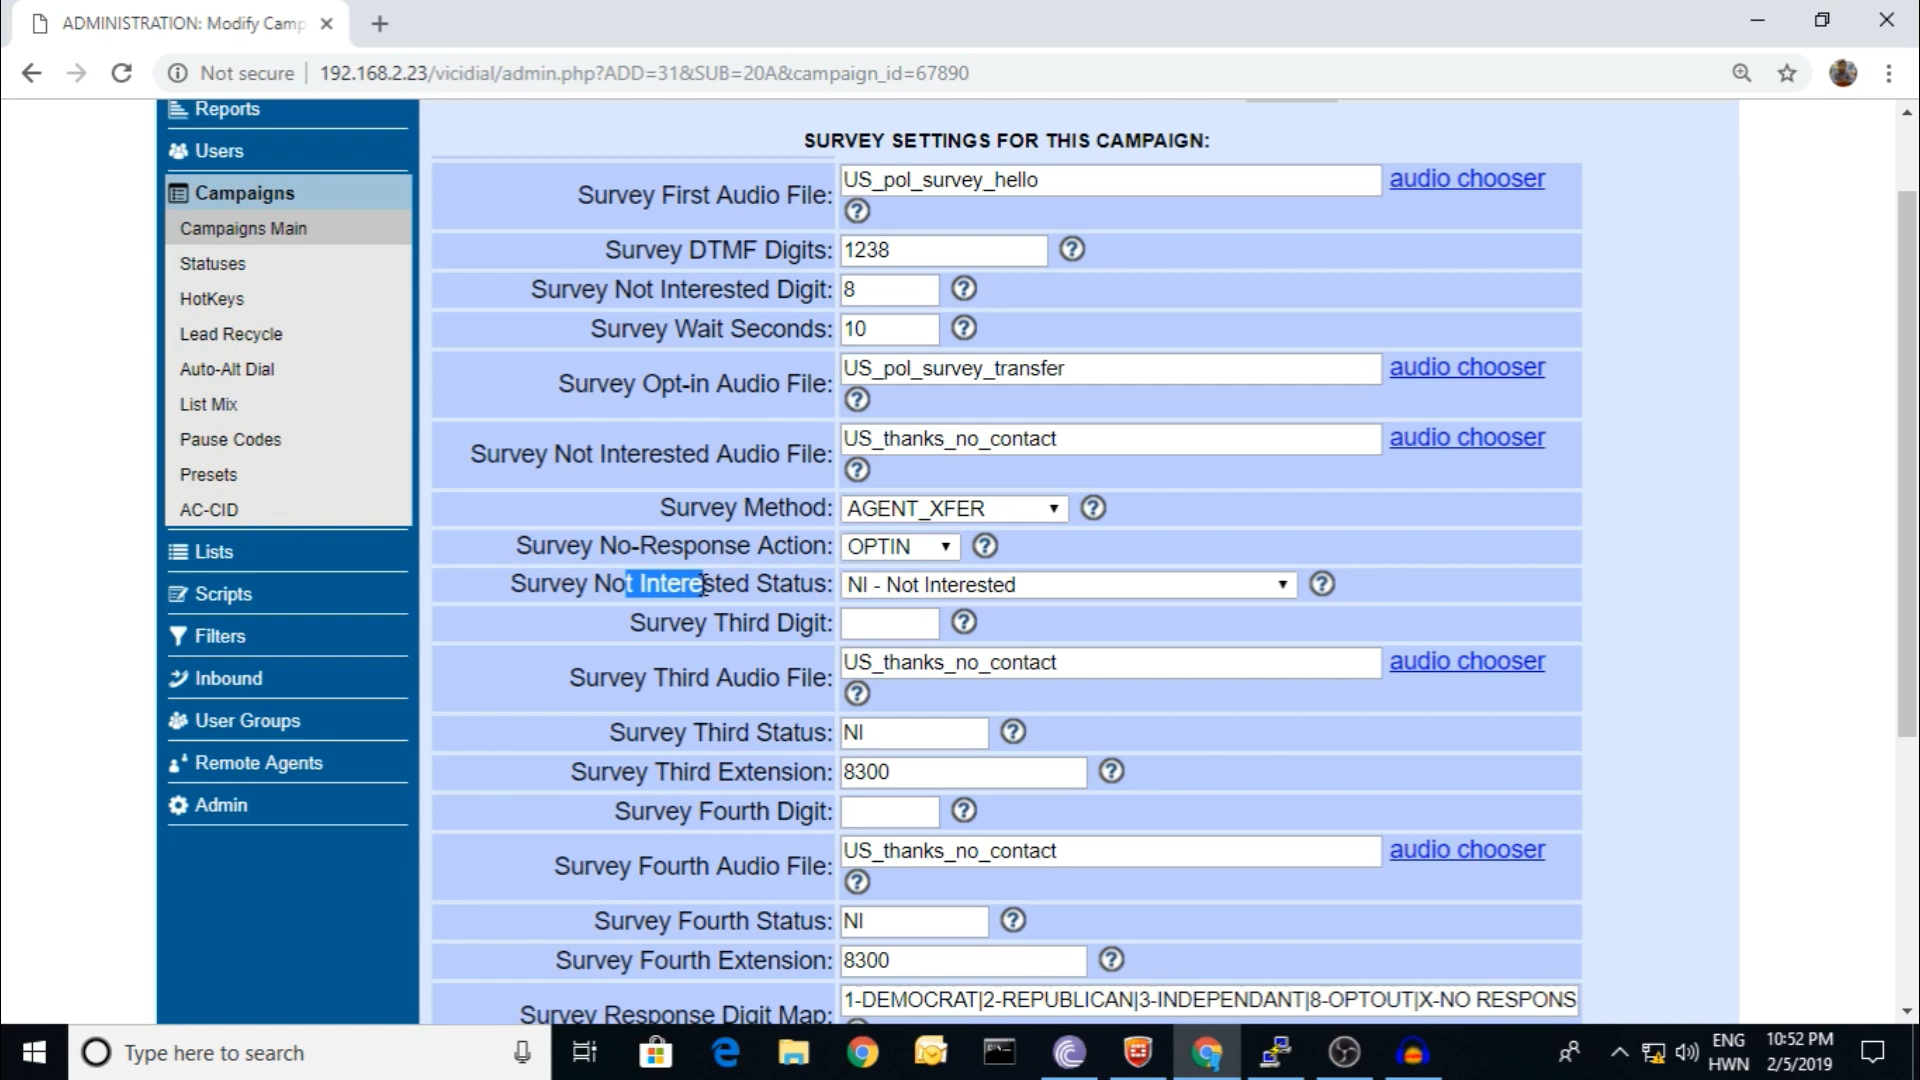 ADMINISTRATION: Modify Camp
Not secure | 192.168.2.23/vicidial/admin.php?ADD=31&SUB=20A&campaign_id=67890
Reports
Users
Campaigns
Campaigns Main
Statuses
HotKeys
Lead Recycle
Auto-Alt Dial
List Mix
Pause Codes
Presets
AC-CID
Lists
Scripts
Filters
Inbound
User Groups
Remote Agents
Admin
SURVEY SETTINGS FOR THIS CAMPAIGN:
Survey First Audio File: US_pol_survey_hello audio chooser
Survey DTMF Digits: 1238
Survey Not Interested Digit: 8
Survey Wait Seconds: 10
Survey Opt-in Audio File: US_pol_survey_transfer audio chooser
Survey Not Interested Audio File: US_thanks_no_contact audio chooser
Survey Method: AGENT_XFER
Survey No-Response Action: OPTIN
Survey Not Interested Status: NI - Not Interested
Survey Third Digit:
Survey Third Audio File: US_thanks_no_contact audio chooser
Survey Third Status: NI
Survey Third Extension: 8300
Survey Fourth Digit:
Survey Fourth Audio File: US_thanks_no_contact audio chooser
Survey Fourth Status: NI
Survey Fourth Extension: 8300
Survey Response Digit Map: 1-DEMOCRAT|2-REPUBLICAN|3-INDEPENDANT|8-OPTOUT|X-NO RESPONS
Type here to search
ENG
HWN
10:52 PM
2/5/2019